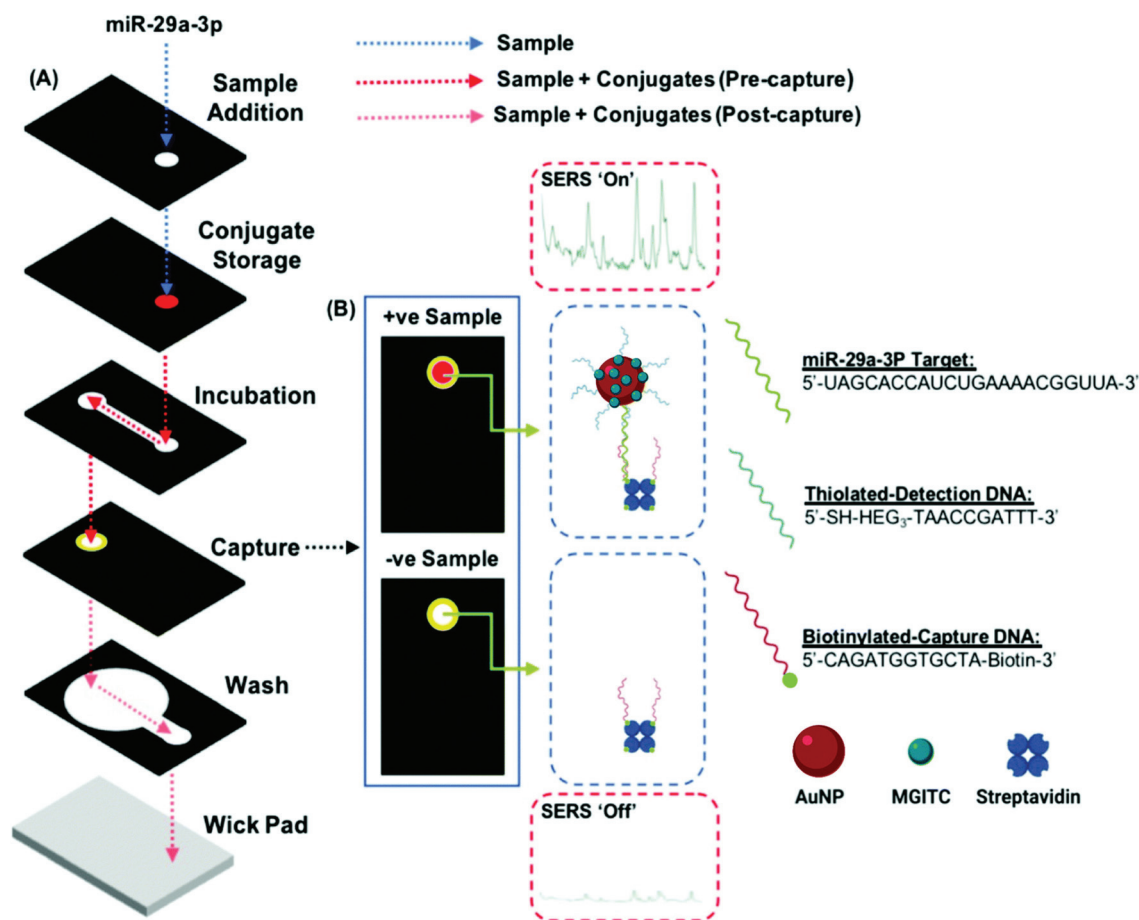 miR-29a-3p
Sample
Sample + Conjugates (Pre-capture)
Sample + Conjugates (Post-capture)
(A)
Sample
Addition
Conjugate
Storage
Incubation
Capture
Wash
Wick Pad
(B)
+ve Sample
-ve Sample
SERS 'On'
SERS 'Off'
miR-29a-3P Target:
5'-UAGCACCAUCUGAAAACGGUUA-3'
Thiolated-Detection DNA:
5'-SH-HEG₃-TAACCGATTT-3'
Biotinylated-Capture DNA:
5'-CAGATGGTGCTA-Biotin-3'
AuNP
MGITC
Streptavidin